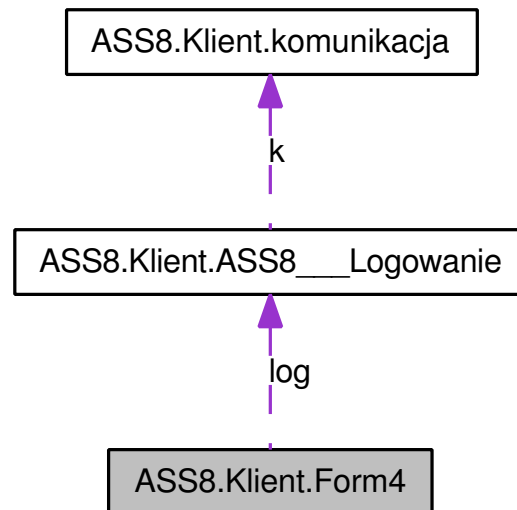 ASS8.Klient.komunikacja
k
ASS8.Klient.ASS8___Logowanie
log
ASS8.Klient.Form4